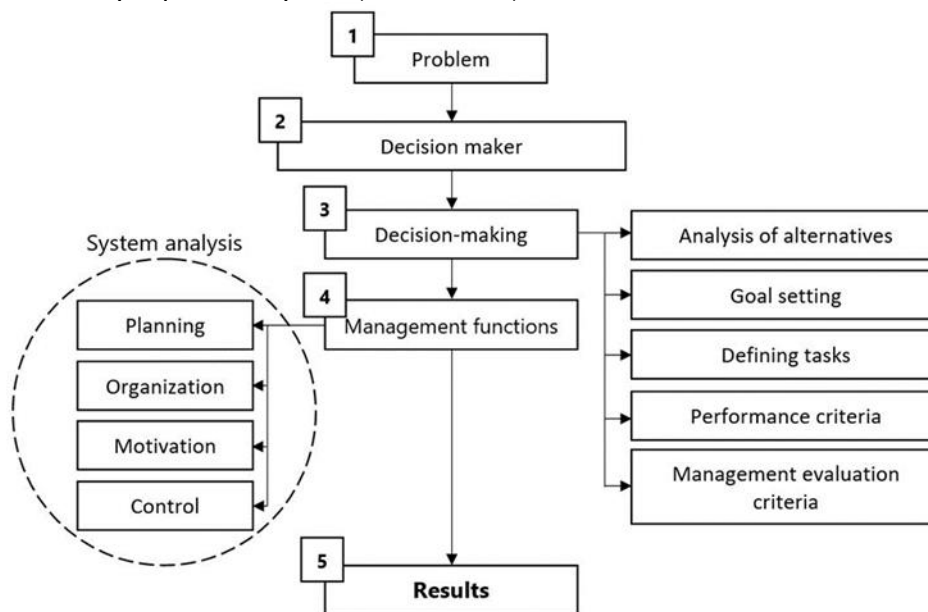 1
Problem
2
Decision maker
3
Decision-making
Analysis of alternatives
System analysis
Goal setting
4
Management functions
Planning
Defining tasks
Organization
Performance criteria
Motivation
Management evaluation
criteria
Control
5
Results